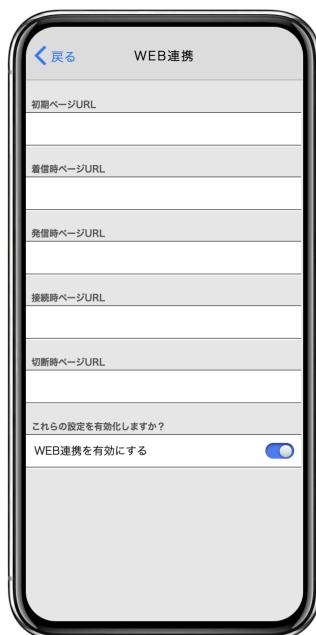 戻る WEB連携
初期ページURL
着信時ページURL
発信時ページURL
接続時ページURL
切断時ページURL
これらの設定を有効化しますか？
WEB連携を有効にする